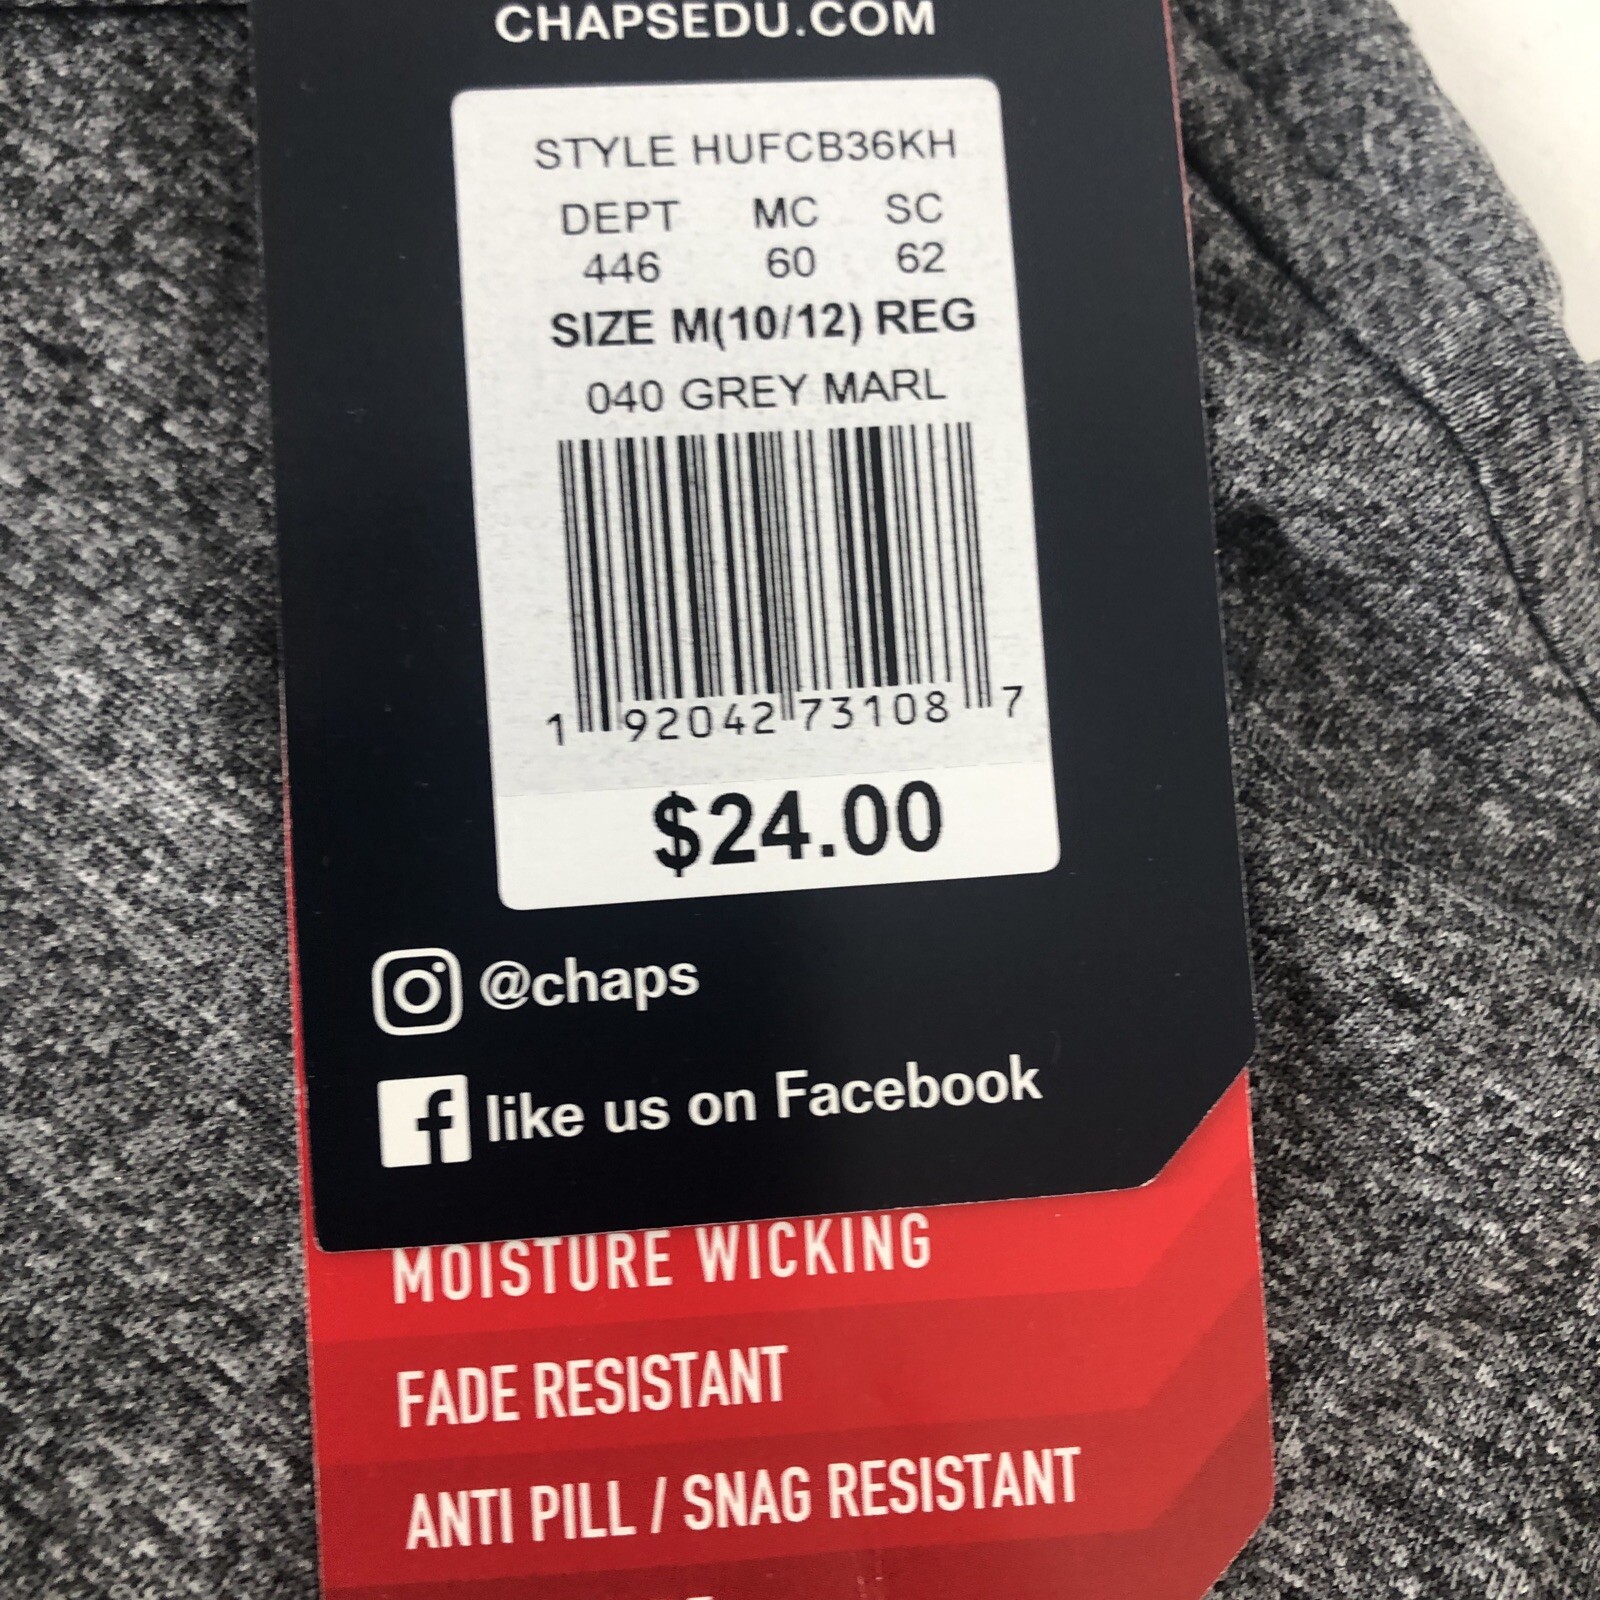 CHAPSEDU.COM
STYLE HUFCB36KH
DEPT MC SC
446 60 62
SIZE M(10/12) REG
040 GREY MARL
1 92042 73108 7
$24.00
@chaps
like us on Facebook
MOISTURE WICKING
FADE RESISTANT
ANTI PILL / SNAG RESISTANT